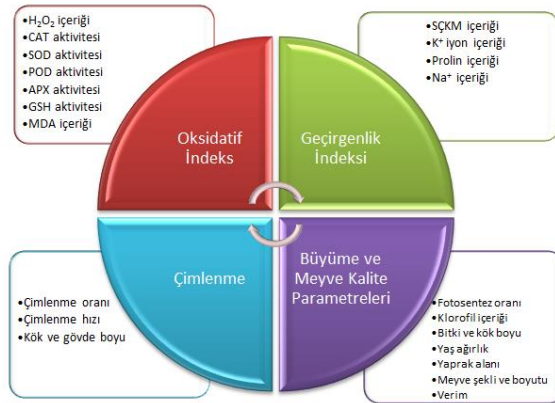 •H₂O₂ içeriği
•CAT aktivitesi
•SOD aktivitesi
•POD aktivitesi
•APX aktivitesi
•GSH aktivitesi
•MDA içeriği
•SÇKM içeriği
•K⁺ iyon içeriği
•Prolin içeriği
•Na⁺ içeriği
Oksidatif
İndeks
Geçirgenlik
İndeksi
Çimlenme
Büyüme ve
Meyve Kalite
Parametreleri
•Çimlenme oranı
•Çimlenme hızı
•Kök ve gövde boyu
•Fotosentez oranı
•Klorofil içeriği
•Bitki ve kök boyu
•Yaş ağırlık
•Yaprak alanı
•Meyve şekli ve boyutu
•Verim